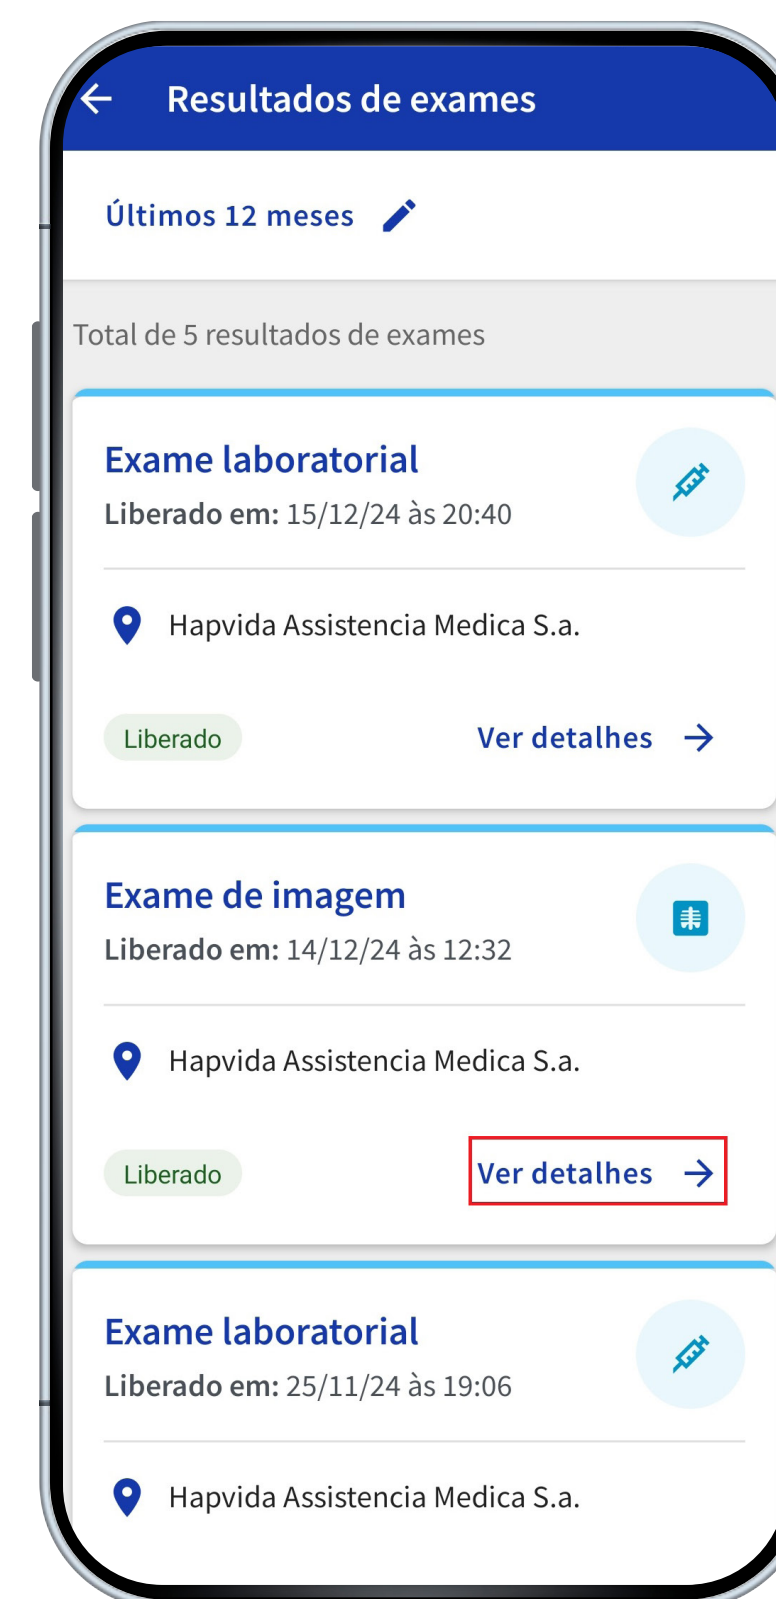 Resultados de exames
Últimos 12 meses
Total de 5 resultados de exames
Exame laboratorial
Liberado em: 15/12/24 às 20:40
Hapvida Assistencia Medica S.a.
Liberado
Ver detalhes
Exame de imagem
Liberado em: 14/12/24 às 12:32
Hapvida Assistencia Medica S.a.
Liberado
Ver detalhes
Exame laboratorial
Liberado em: 25/11/24 às 19:06
Hapvida Assistencia Medica S.a.